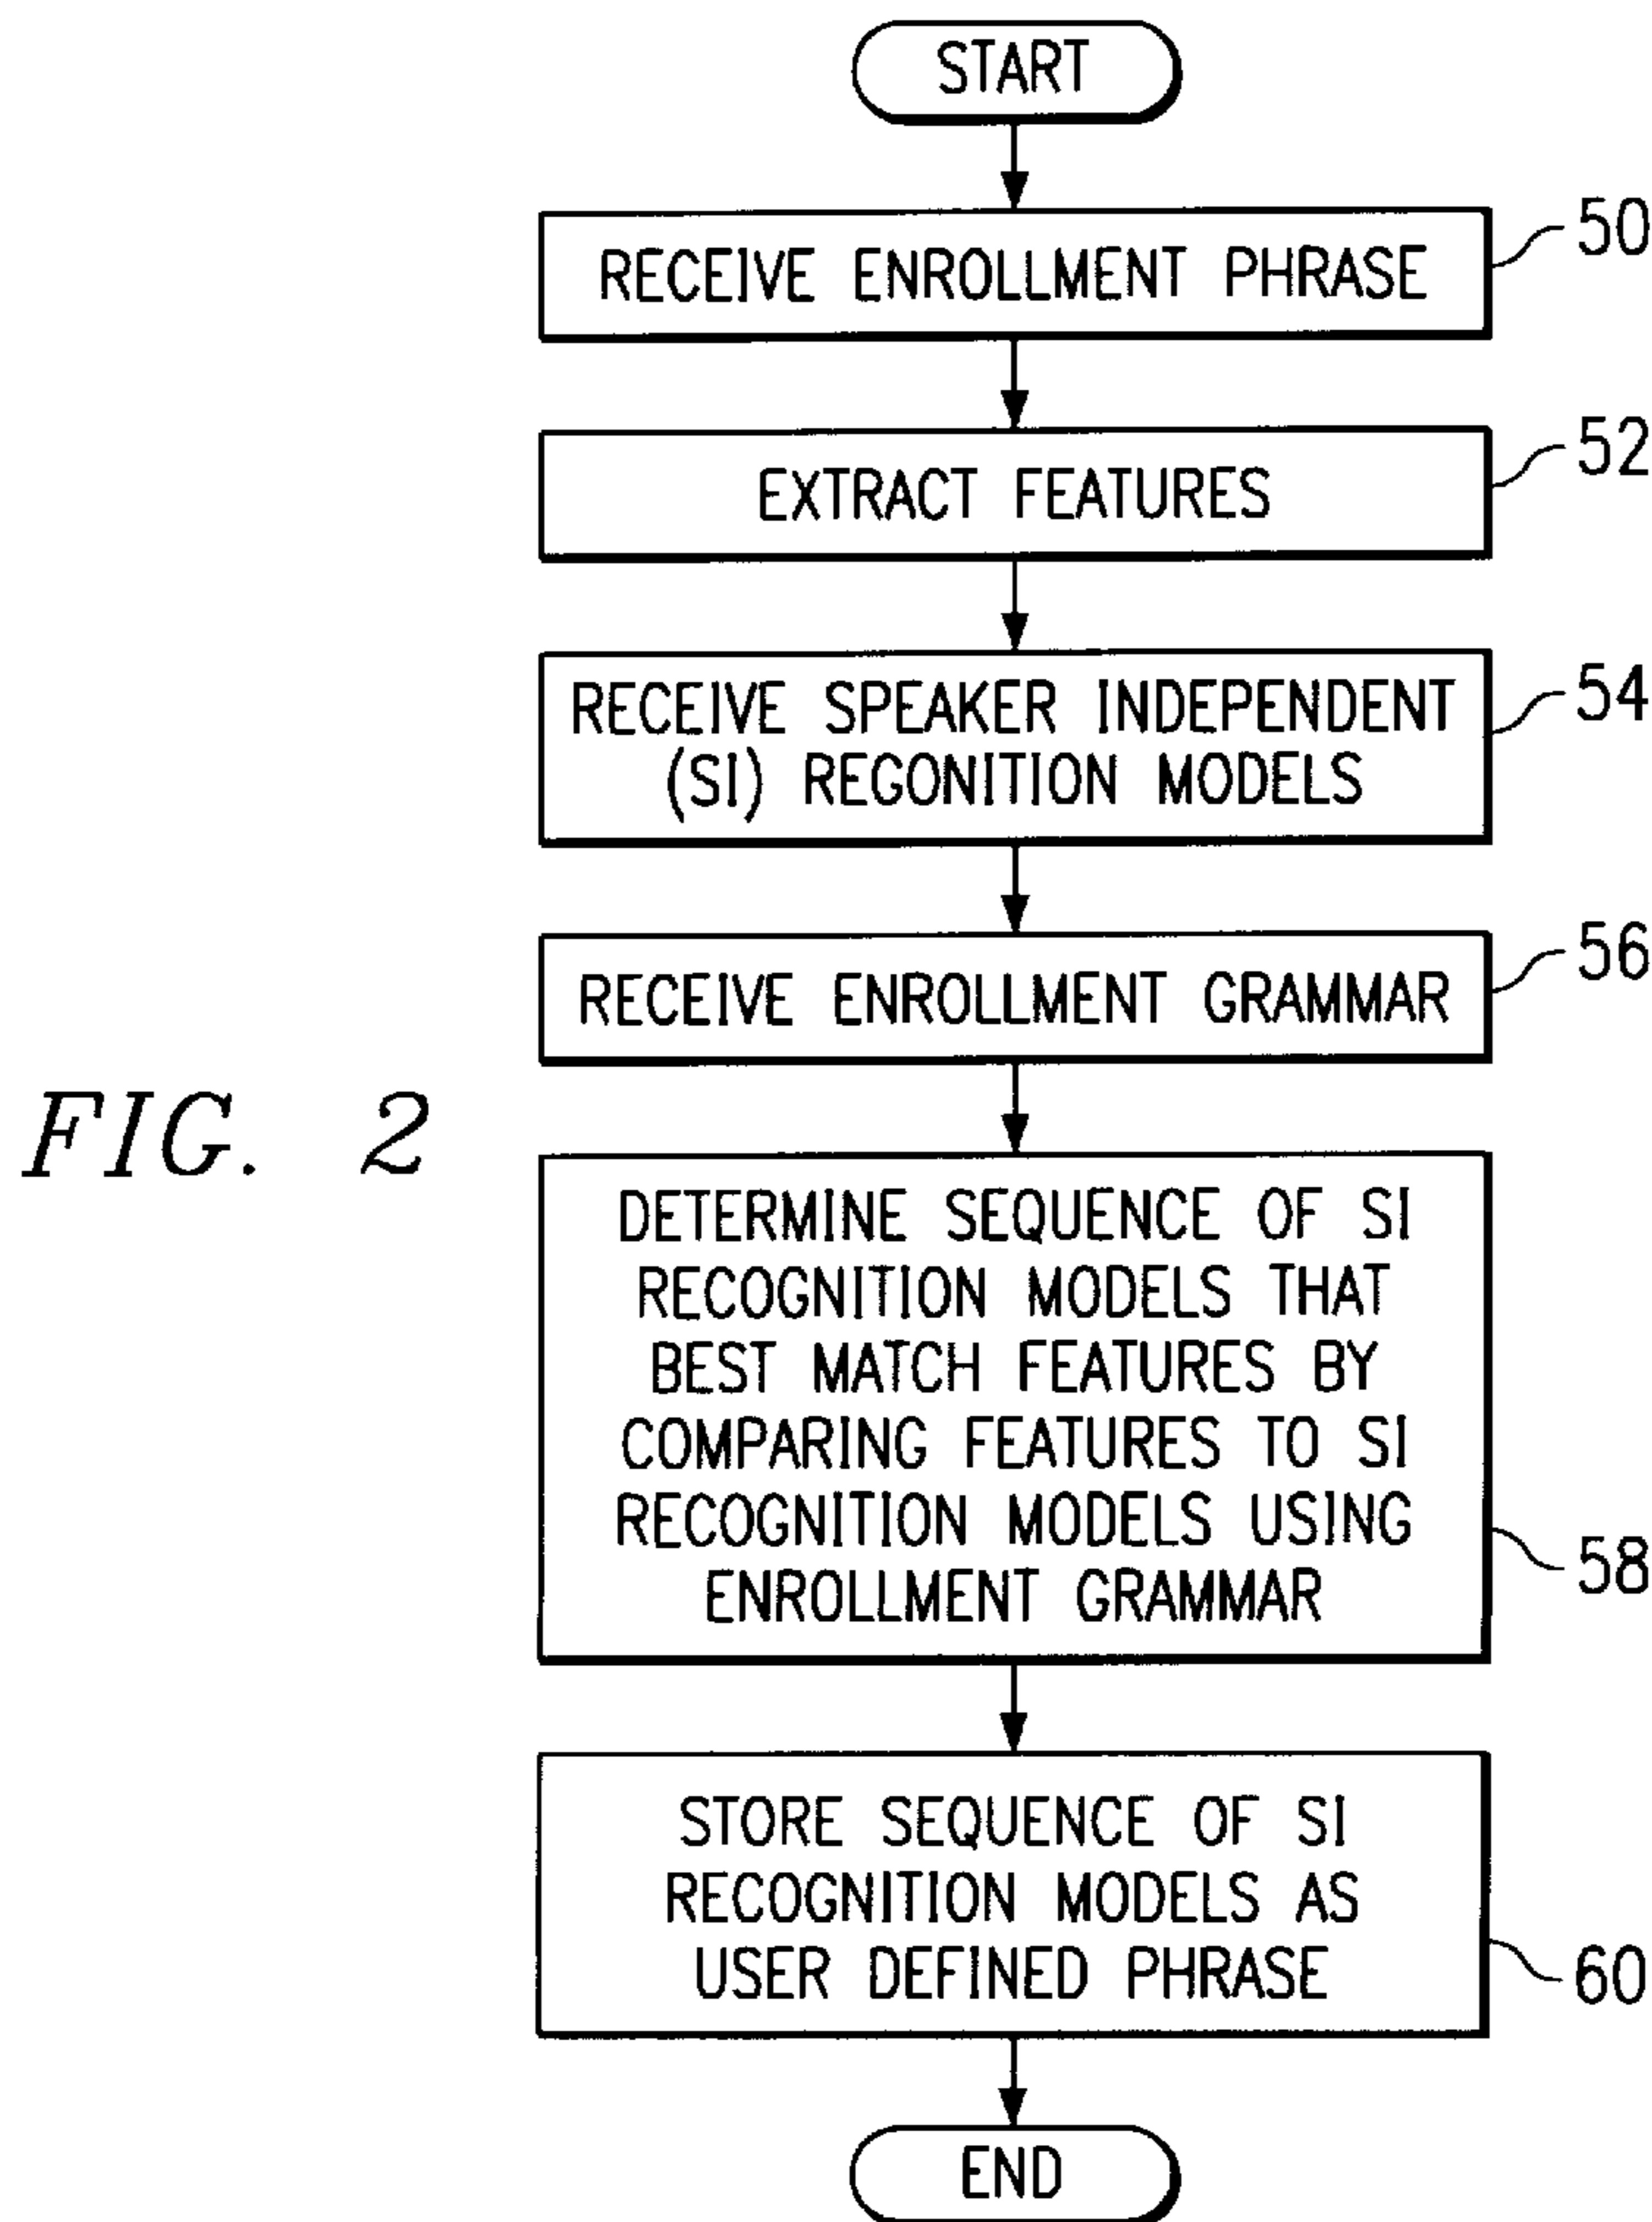 START
RECEIVE ENROLLMENT PHRASE
50
EXTRACT FEATURES
52
RECEIVE SPEAKER INDEPENDENT
(SI) REGONITION MODELS
54
RECEIVE ENROLLMENT GRAMMAR
56
FIG. 2
DETERMINE SEQUENCE OF SI
RECOGNITION MODELS THAT
BEST MATCH FEATURES BY
COMPARING FEATURES TO SI
RECOGNITION MODELS USING
ENROLLMENT GRAMMAR
58
STORE SEQUENCE OF SI
RECOGNITION MODELS AS
USER DEFINED PHRASE
60
END